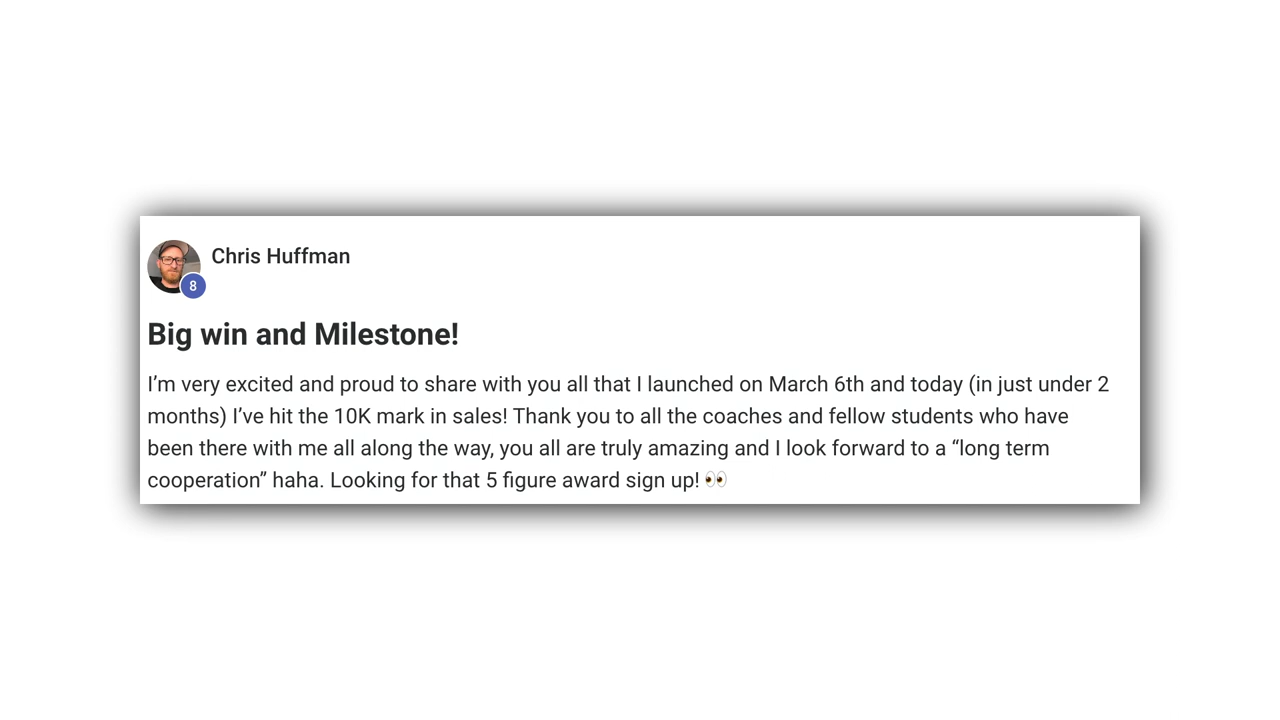 Chris Huffman
8
Big win and Milestone!
I’m very excited and proud to share with you all that I launched on March 6th and today (in just under 2
months) I’ve hit the 10K mark in sales! Thank you to all the coaches and fellow students who have
been there with me all along the way, you all are truly amazing and I look forward to a “long term
cooperation” haha. Looking for that 5 figure award sign up! 👀